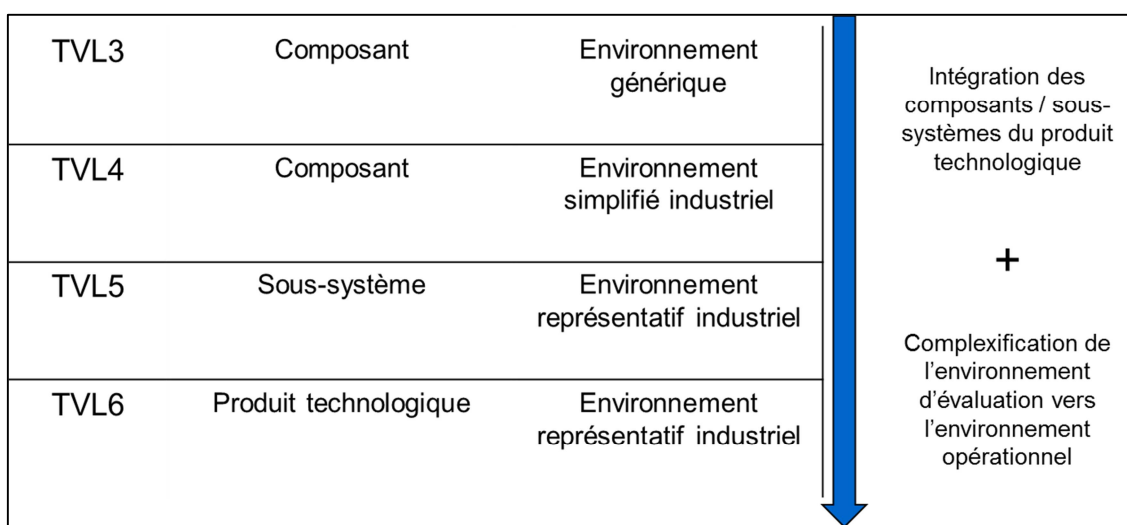 TVL3 Composant Environnement
générique
TVL4 Composant Environnement
simplifié industriel
TVL5 Sous-système Environnement
représentatif industriel
TVL6 Produit technologique Environnement
représentatif industriel
Intégration des
composants / sous-
systèmes du produit
technologique
+
Complexification de
l'environnement
d'évaluation vers
l'environnement
opérationnel